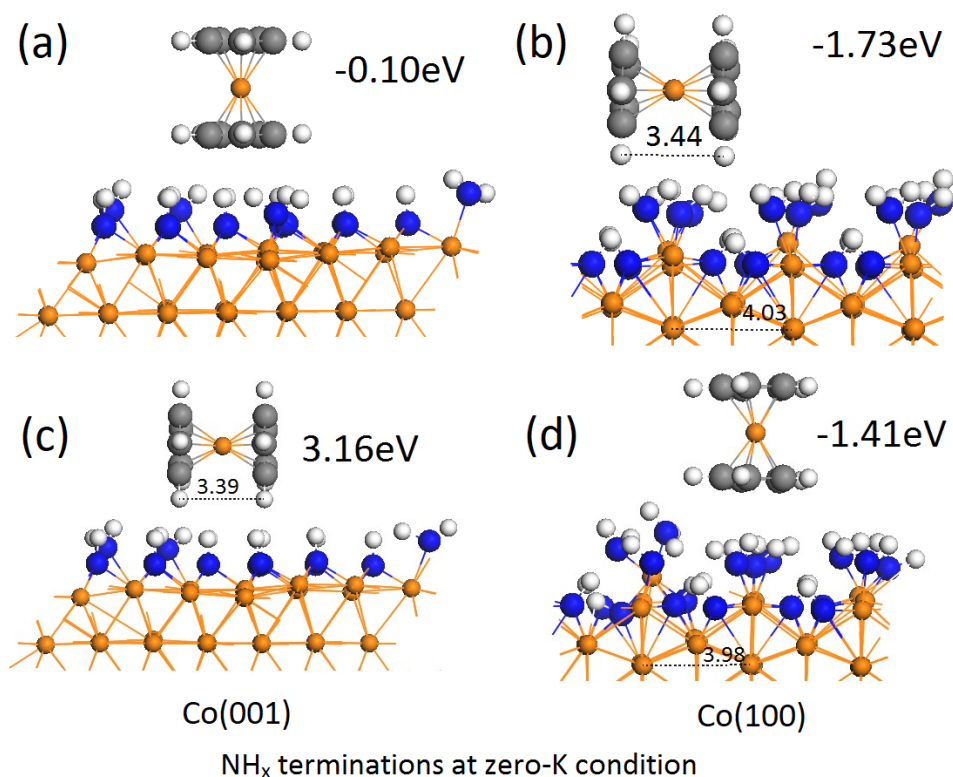 (a)
-0.10eV
(b)
-1.73eV
3.44
4.03
(c)
3.16eV
3.39
(d)
-1.41eV
3.98
Co(001)
Co(100)
NHₓ terminations at zero-K condition